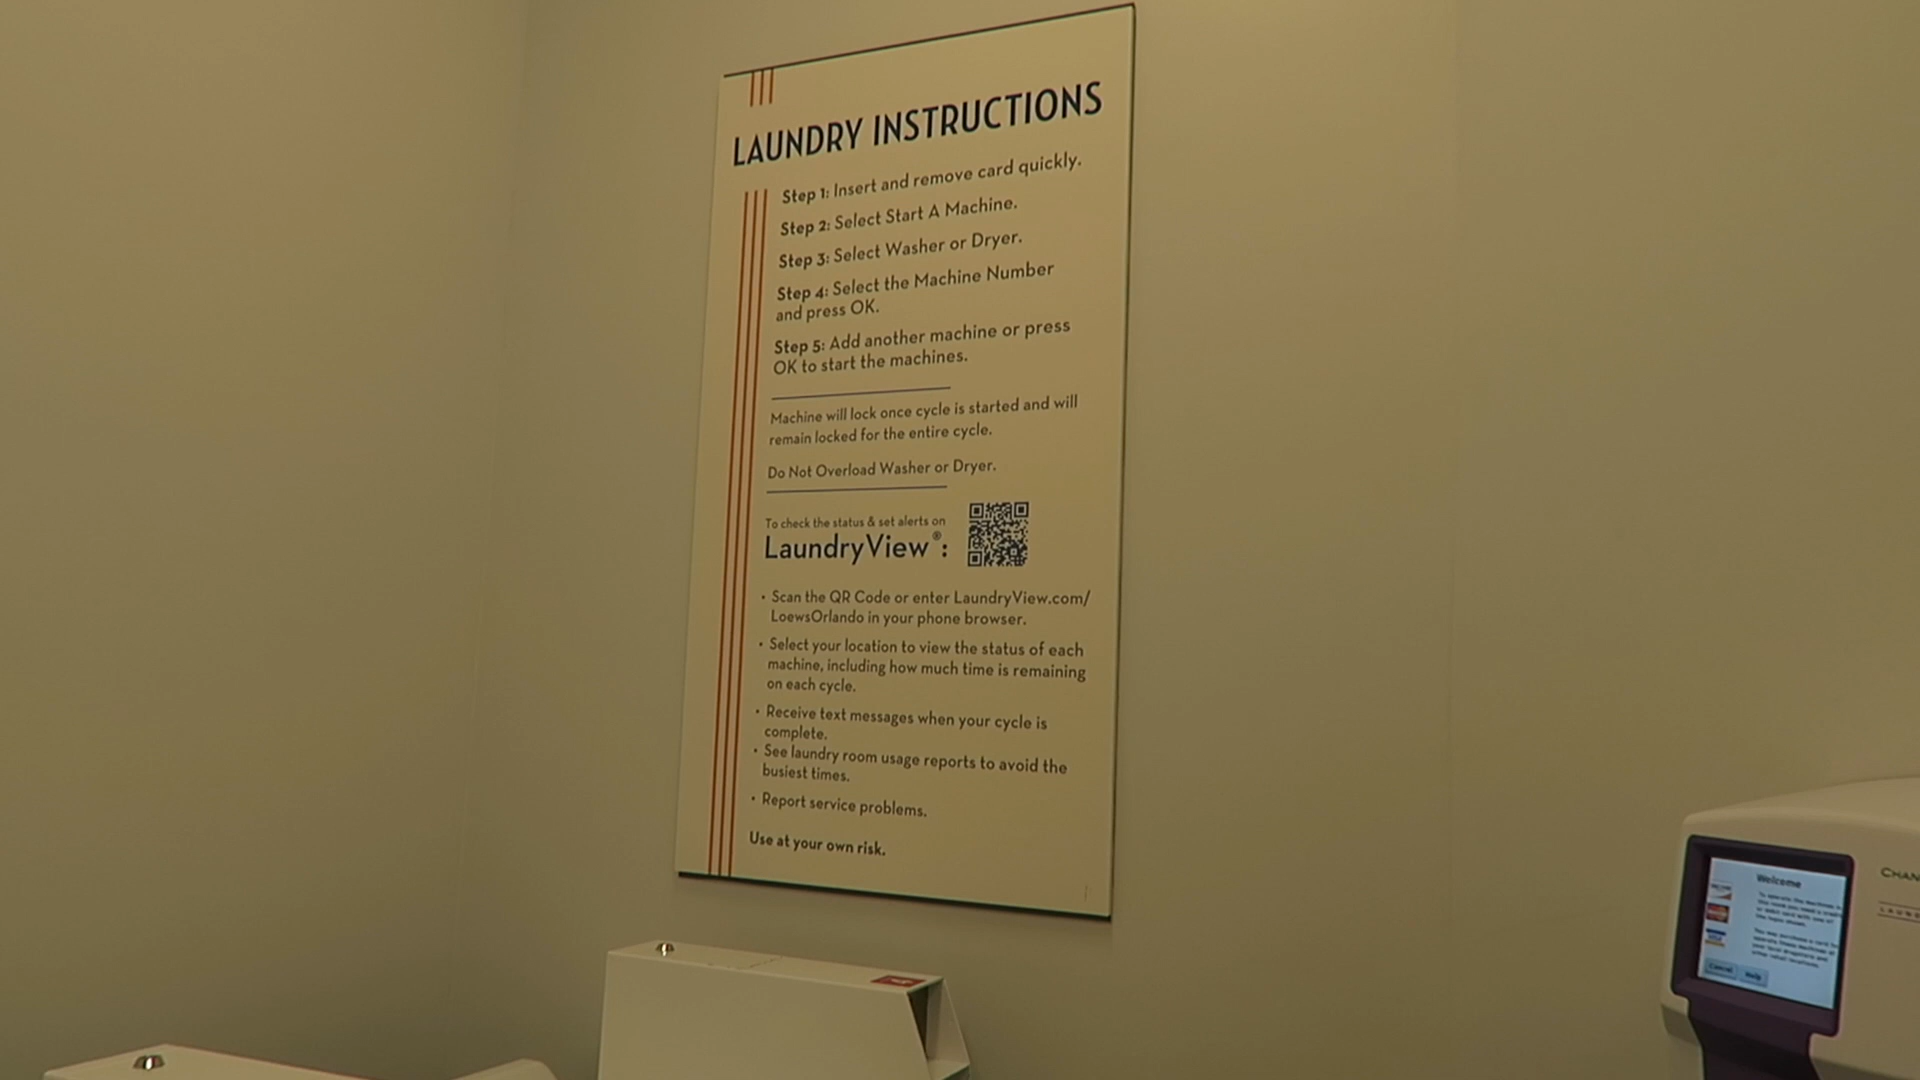 LAUNDRY INSTRUCTIONS
Step 1: Insert and remove card quickly.
Step 2: Select Start A Machine.
Step 3: Select Washer or Dryer.
Step 4: Select the Machine Number
and press OK.
Step 5: Add another machine or press
OK to start the machines.
Machine will lock once cycle is started and will
remain locked for the entire cycle.
Do Not Overload Washer or Dryer.
To check the status & set alerts on
LaundryView®:
• Scan the QR Code or enter LaundryView.com/
LoewsOrlando in your phone browser.
• Select your location to view the status of each
machine, including how much time is remaining
on each cycle.
• Receive text messages when your cycle is
complete.
• See laundry room usage reports to avoid the
busiest times.
• Report service problems.
Use at your own risk.
Welcome
Cancel Help
CHAN
LAUND